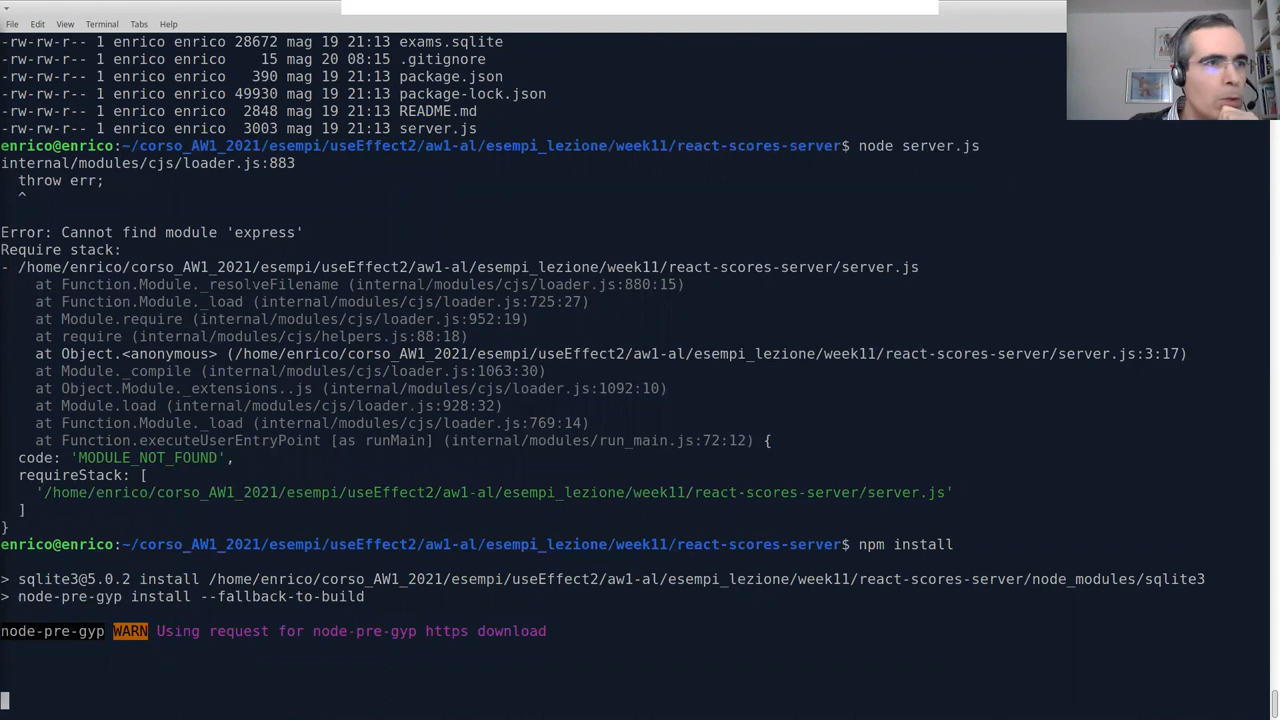 File Edit View Terminal Tabs Help
-rw-rw-r-- 1 enrico enrico 28672 mag 19 21:13 exams.sqlite
-rw-rw-r-- 1 enrico enrico    15 mag 20 08:15 .gitignore
-rw-rw-r-- 1 enrico enrico   390 mag 19 21:13 package.json
-rw-rw-r-- 1 enrico enrico 49930 mag 19 21:13 package-lock.json
-rw-rw-r-- 1 enrico enrico  2848 mag 19 21:13 README.md
-rw-rw-r-- 1 enrico enrico  3003 mag 19 21:13 server.js
enrico@enrico:~/corso_AW1_2021/esempi/useEffect2/aw1-al/esempi_lezione/week11/react-scores-server$ node server.js
internal/modules/cjs/loader.js:883
  throw err;
  ^
Error: Cannot find module 'express'
Require stack:
- /home/enrico/corso_AW1_2021/esempi/useEffect2/aw1-al/esempi_lezione/week11/react-scores-server/server.js
    at Function.Module._resolveFilename (internal/modules/cjs/loader.js:880:15)
    at Function.Module._load (internal/modules/cjs/loader.js:725:27)
    at Module.require (internal/modules/cjs/loader.js:952:19)
    at require (internal/modules/cjs/helpers.js:88:18)
    at Object.<anonymous> (/home/enrico/corso_AW1_2021/esempi/useEffect2/aw1-al/esempi_lezione/week11/react-scores-server/server.js:3:17)
    at Module._compile (internal/modules/cjs/loader.js:1063:30)
    at Object.Module._extensions..js (internal/modules/cjs/loader.js:1092:10)
    at Module.load (internal/modules/cjs/loader.js:928:32)
    at Function.Module._load (internal/modules/cjs/loader.js:769:14)
    at Function.executeUserEntryPoint [as runMain] (internal/modules/run_main.js:72:12) {
  code: 'MODULE_NOT_FOUND',
  requireStack: [
    '/home/enrico/corso_AW1_2021/esempi/useEffect2/aw1-al/esempi_lezione/week11/react-scores-server/server.js'
  ]
}
enrico@enrico:~/corso_AW1_2021/esempi/useEffect2/aw1-al/esempi_lezione/week11/react-scores-server$ npm install
> sqlite3@5.0.2 install /home/enrico/corso_AW1_2021/esempi/useEffect2/aw1-al/esempi_lezione/week11/react-scores-server/node_modules/sqlite3
> node-pre-gyp install --fallback-to-build
node-pre-gyp WARN Using request for node-pre-gyp https download